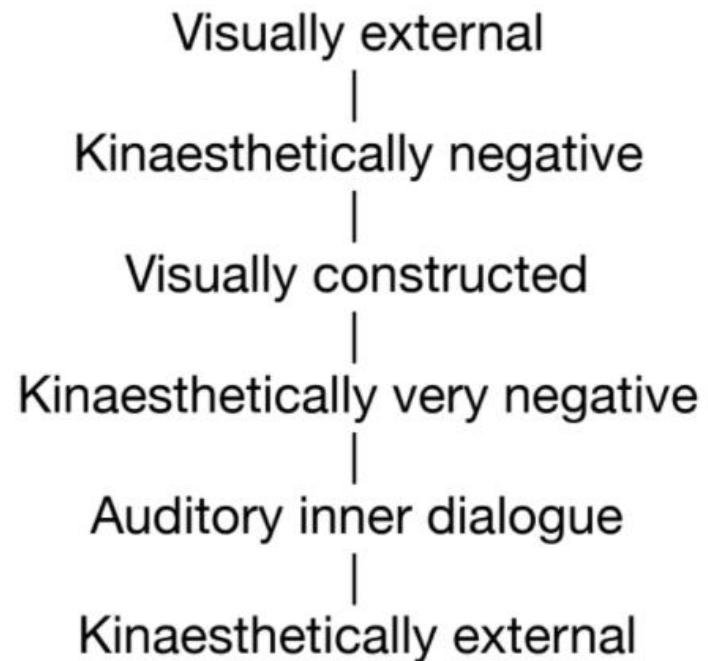 Visually external
Kinaesthetically negative
Visually constructed
Kinaesthetically very negative
Auditory inner dialogue
Kinaesthetically external